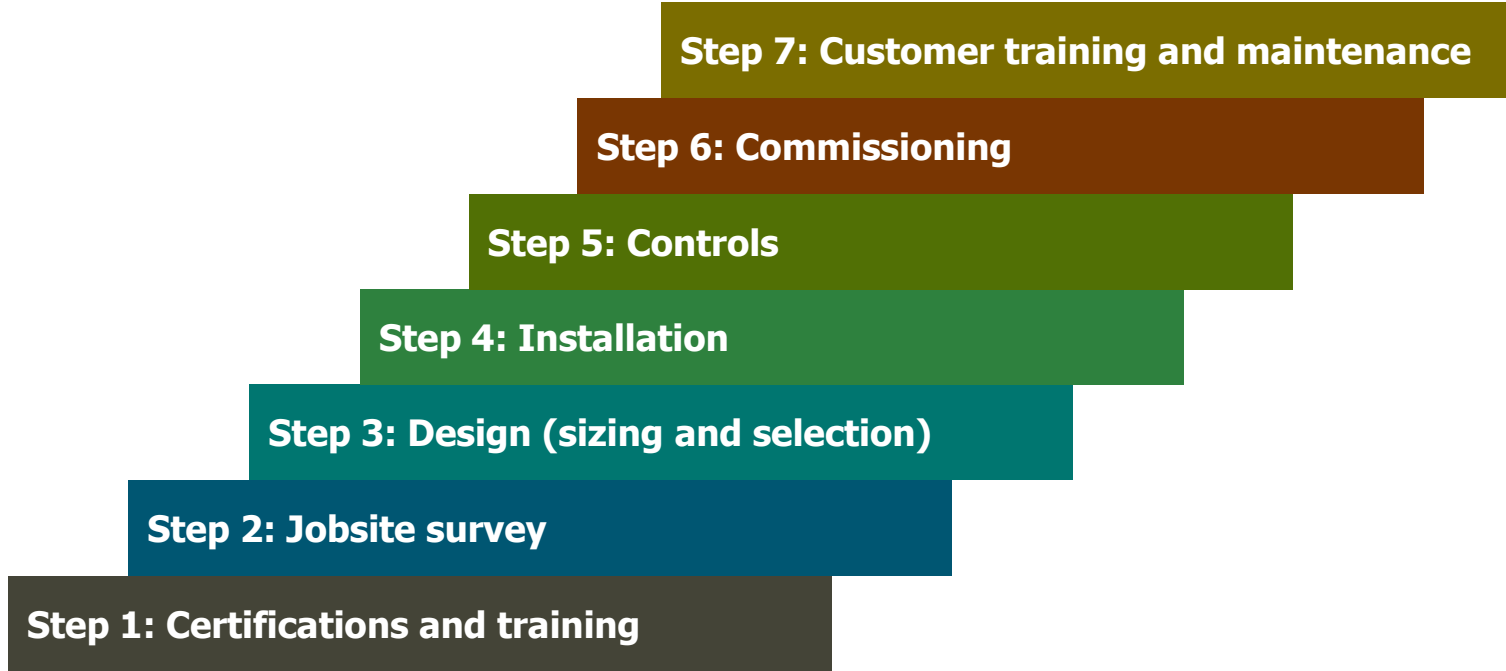 Step 7: Customer training and maintenance
Step 6: Commissioning
Step 5: Controls
Step 4: Installation
Step 3: Design (sizing and selection)
Step 2: Jobsite survey
Step 1: Certifications and training